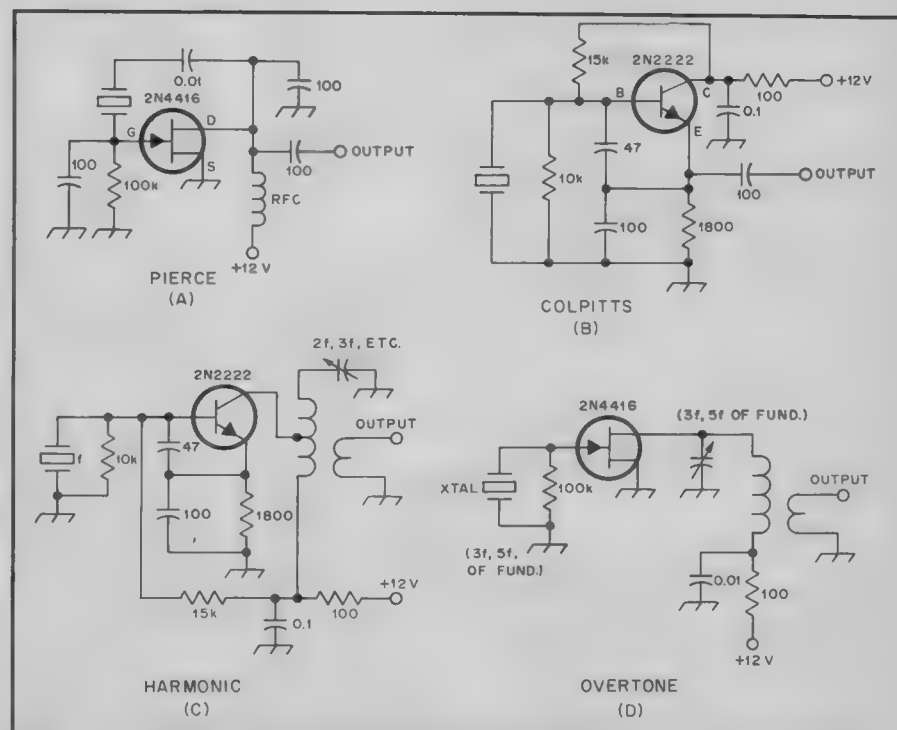 0.01
100
2N4416
D
G
S
100
100k
100
OUTPUT
RFC
+12 V
PIERCE
(A)
15k
2N2222
B
C
E
100
+12V
0.1
47
10k
100
OUTPUT
100
1800
COLPITTS
(B)
2f, 3f, ETC.
2N2222
OUTPUT
f
10k
47
100
1800
+12V
15k
0.1
100
HARMONIC
(C)
2N4416
(3f, 5f OF FUND.)
XTAL
100k
OUTPUT
(3f, 5f,
OF FUND.)
0.01
100
+12V
OVERTONE
(D)